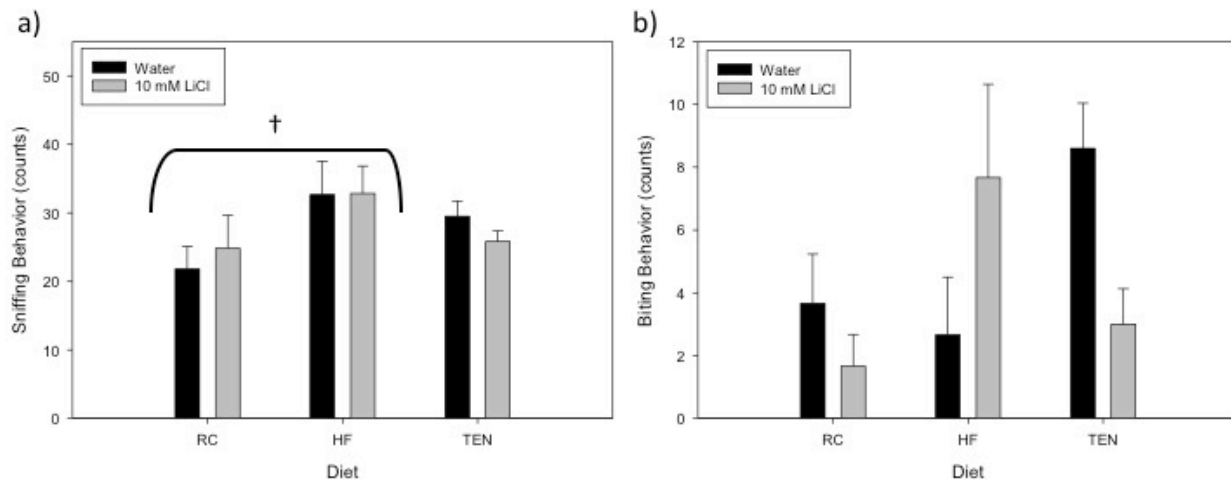 a)
Water
10 mM LiCl
†
50
40
30
20
10
0
Sniffing Behavior (counts)
RC HF TEN
Diet
b)
Water
10 mM LiCl
12
10
8
6
4
2
0
Biting Behavior (counts)
RC HF TEN
Diet